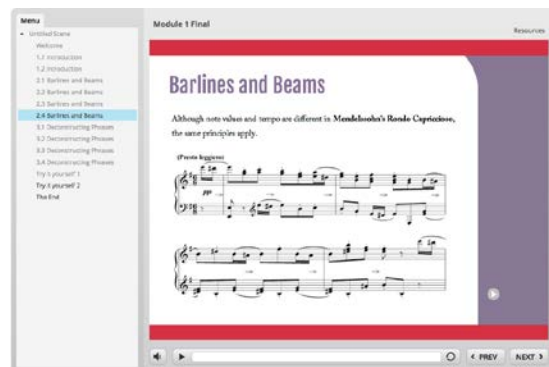 Menu
Untitled Scene
Welcome
1.1 Introduction
1.2 Introduction
2.1 Barlines and Beams
2.2 Barlines and Beams
2.3 Barlines and Beams
2.4 Barlines and Beams
3.1 Deconstructing Phrases
3.2 Deconstructing Phrases
3.3 Deconstructing Phrases
3.4 Deconstructing Phrases
Try it yourself 1
Try it yourself 2
The End
Module 1 Final
Resources
Barlines and Beams
Although note values and tempo are different in Mendelssohn's Rondo Capriccioso,
the same principles apply.
(Presto leggiero)
pp
PREV
NEXT